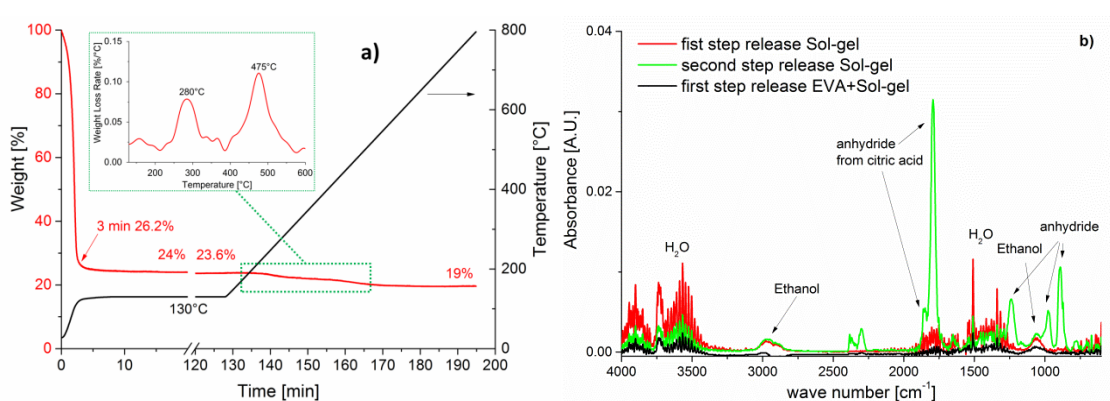 a)
Weight [%]
100
80
60
40
20
0
0 10 120 130 140 150 160 170 180 190 200
Time [min]
Temperature [°C]
800
600
400
200
0
3 min 26.2%
24% 23.6%
19%
130°C
Weight Loss Rate [%/°C]
0.15
0.10
0.05
0.00
200 300 400 500 600
Temperature [°C]
280°C
475°C
b)
fist step release Sol-gel
second step release Sol-gel
first step release EVA+Sol-gel
Absorbance [A.U.]
0.04
0.02
0.00
4000 3500 3000 2500 2000 1500 1000
wave number [cm⁻¹]
anhydride
from citric acid
H₂O
Ethanol
H₂O
Ethanol
anhydride